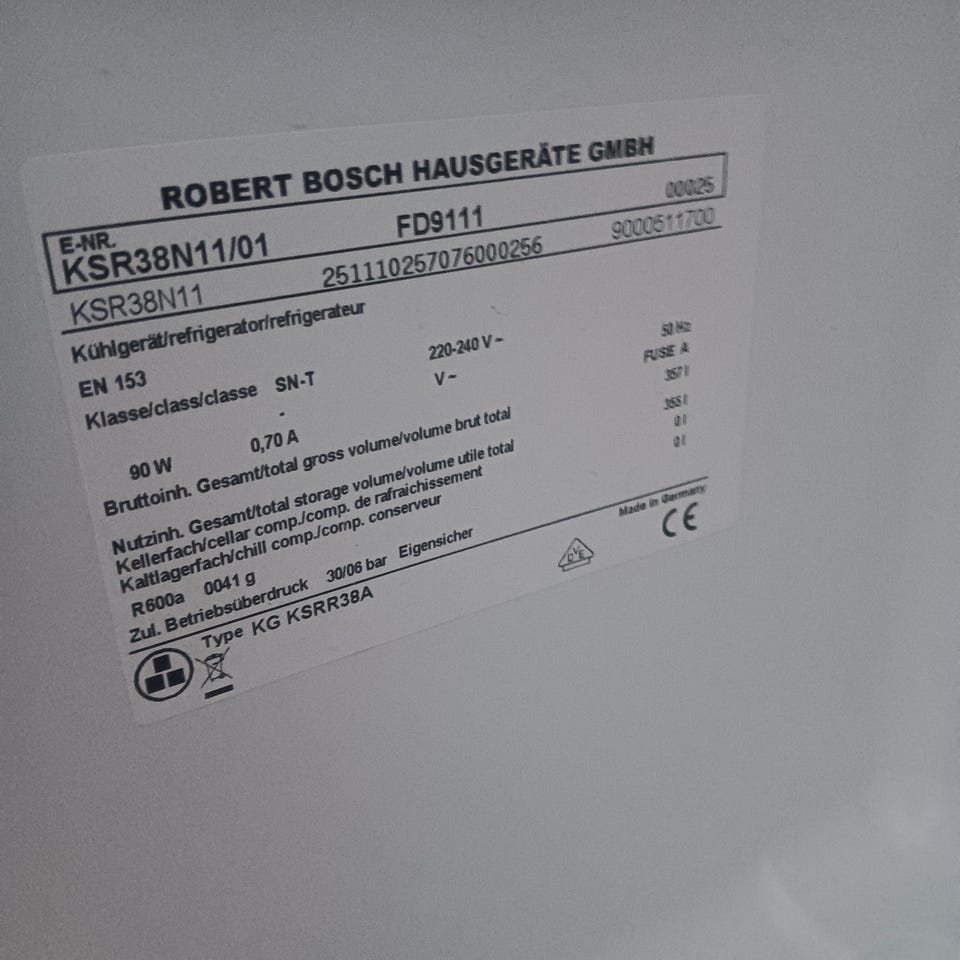 ROBERT BOSCH HAUSGERÄTE GMBH
E-NR.
KSR38N11/01 FD9111 00025
KSR38N11 251110257076000256 9000511700
Kühlgerät/refrigerator/refrigerateur
EN 153 220-240 V~ 50 Hz
Klasse/class/classe SN-T V~ FUSE A
90 W 0,70 A -
Bruttoinh. Gesamt/total gross volume/volume brut total 367 l
Nutzinh. Gesamt/total storage volume/volume utile total l
Kellerfach/cellar comp./comp. de rafraichissement 0 l
Kaltlagerfach/chill comp./comp. conserveur 0 l
R600a 0041 g
Zul. Betriebsüberdruck 30/06 bar Eigensicher
Made in Germany
Type KG KSRR38A
DVE
CE